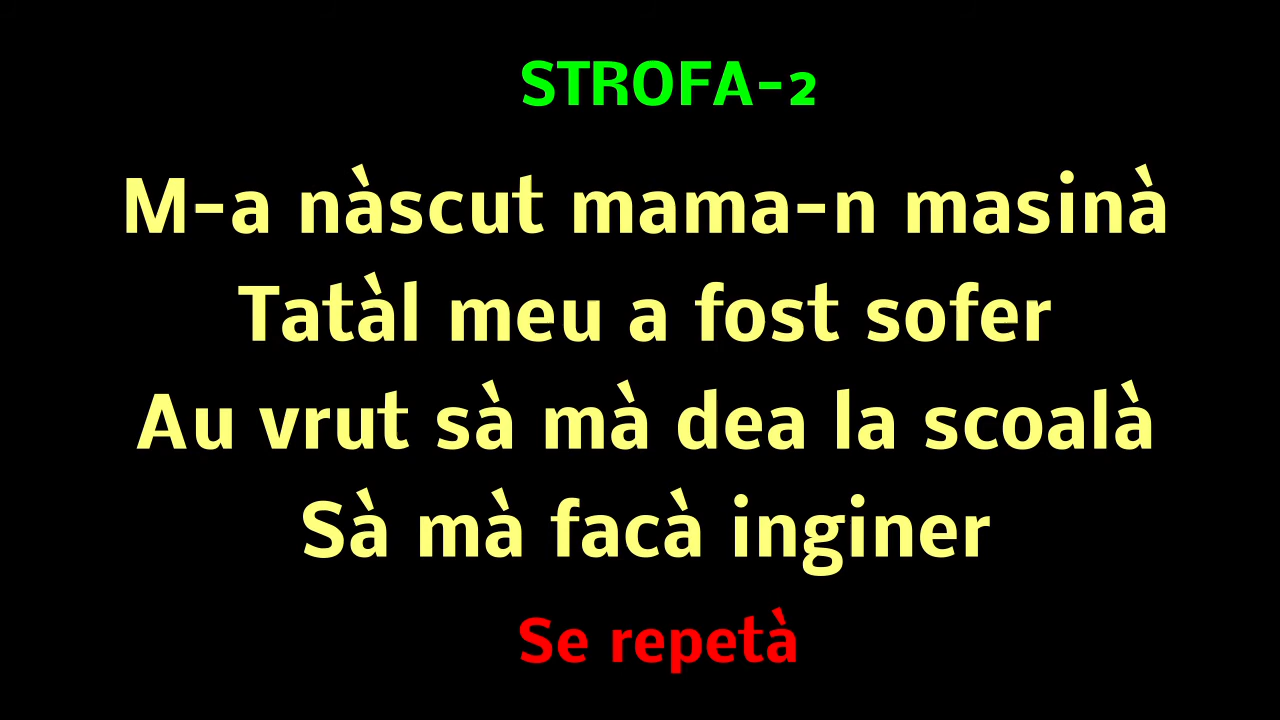 STROFA-2
M-a nàscut mama-n masinà
Tatàl meu a fost sofer
Au vrut sà mà dea la scoalà
Sà mà facà inginer
Se repetà